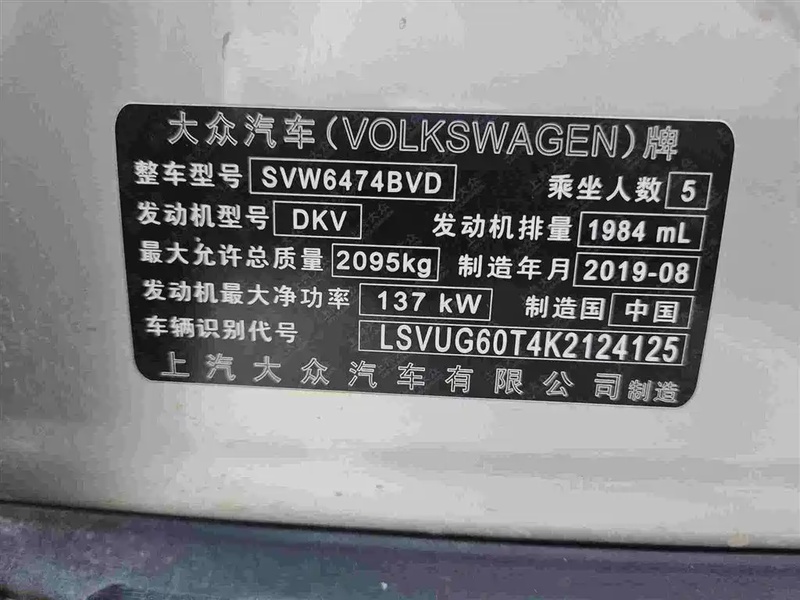 大众汽车(VOLKSWAGEN)牌
整车型号 SVW6474BVD 乘坐人数 5
发动机型号 DKV 发动机排量 1984 mL
最大允许总质量 2095kg 制造年月 2019-08
发动机最大净功率 137 kW 制造国 中国
车辆识别代号 LSVUG60T4K2124125
上汽大众汽车有限公司制造